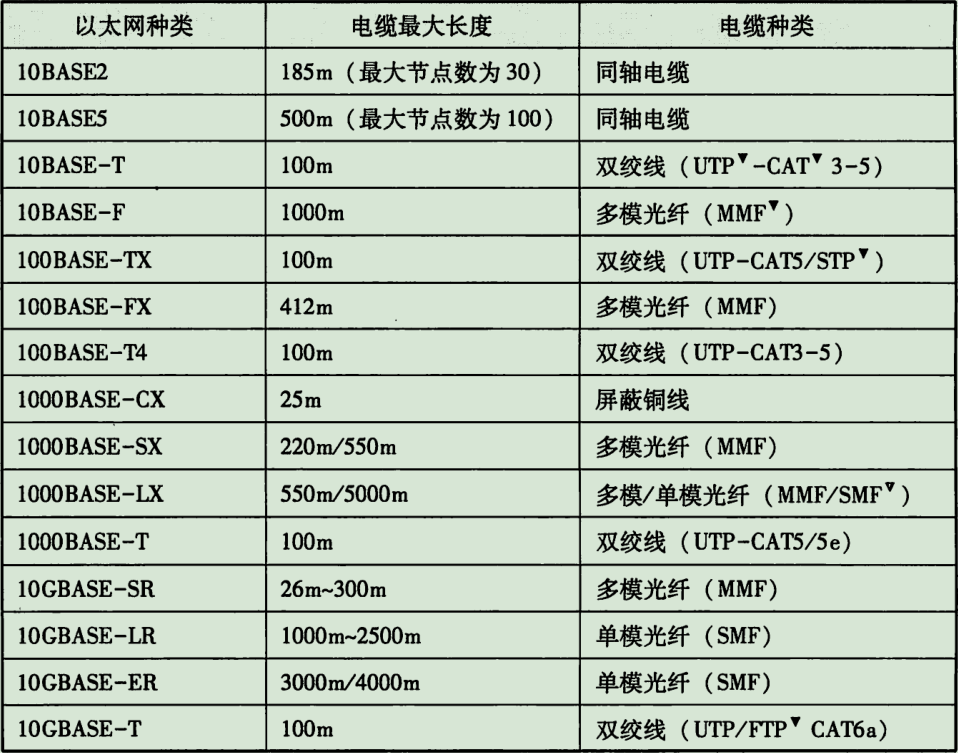 以太网种类 电缆最大长度 电缆种类
10BASE2 185m（最大节点数为30） 同轴电缆
10BASE5 500m（最大节点数为100） 同轴电缆
10BASE-T 100m 双绞线（UTP▼-CAT▼ 3-5）
10BASE-F 1000m 多模光纤（MMF▼）
100BASE-TX 100m 双绞线（UTP-CAT5/STP▼）
100BASE-FX 412m 多模光纤（MMF）
100BASE-T4 100m 双绞线（UTP-CAT3-5）
1000BASE-CX 25m 屏蔽铜线
1000BASE-SX 220m/550m 多模光纤（MMF）
1000BASE-LX 550m/5000m 多模/单模光纤（MMF/SMF▼）
1000BASE-T 100m 双绞线（UTP-CAT5/5e）
10GBASE-SR 26m~300m 多模光纤（MMF）
10GBASE-LR 1000m~2500m 单模光纤（SMF）
10GBASE-ER 3000m/4000m 单模光纤（SMF）
10GBASE-T 100m 双绞线（UTP/FTP▼ CAT6a）